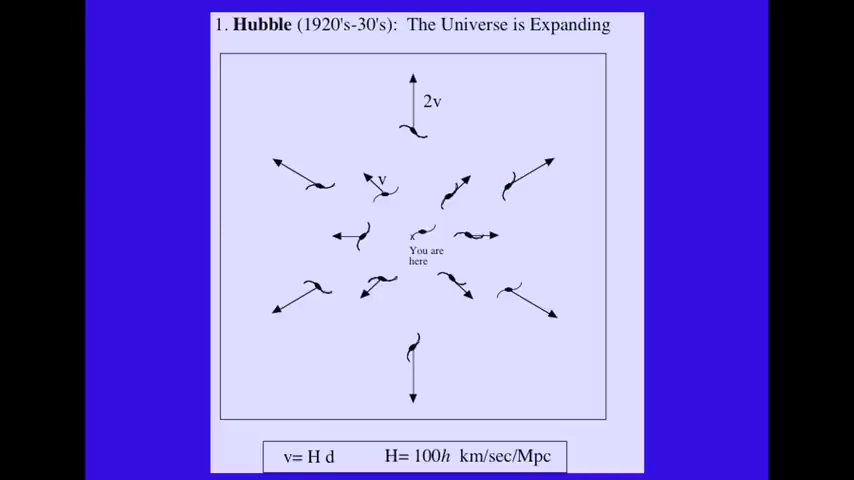 1. Hubble (1920's-30's): The Universe is Expanding
2v
v
x
You are
here
v= H d H= 100h km/sec/Mpc